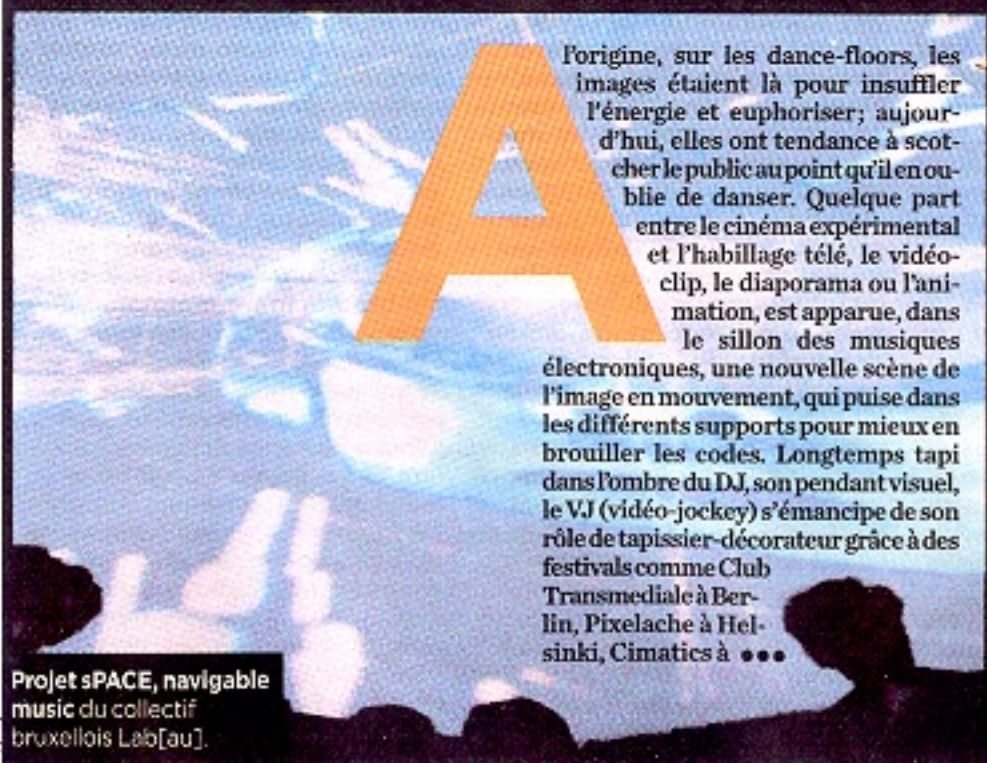 A
l'origine, sur les dance-floors, les
images étaient là pour insuffler
l'énergie et euphoriser; aujour-
d'hui, elles ont tendance à scot-
cher le public au point qu'il en ou-
blie de danser. Quelque part
entre le cinéma expérimental
et l'habillage télé, le vidéo-
clip, le diaporama ou l'ani-
mation, est apparue, dans
le sillon des musiques
électroniques, une nouvelle scène de
l'image en mouvement, qui puise dans
les différents supports pour mieux en
brouiller les codes. Longtemps tapi
dans l'ombre du DJ, son pendant visuel,
le VJ (vidéo-jockey) s'émancipe de son
rôle de tapissier-décorateur grâce à des
festivals comme Club
Transmediale à Ber-
lin, Pixelache à Hel-
sinki, Cimatics à •••
Projet sPACE, navigable
music du collectif
bruxellois Lab[au].